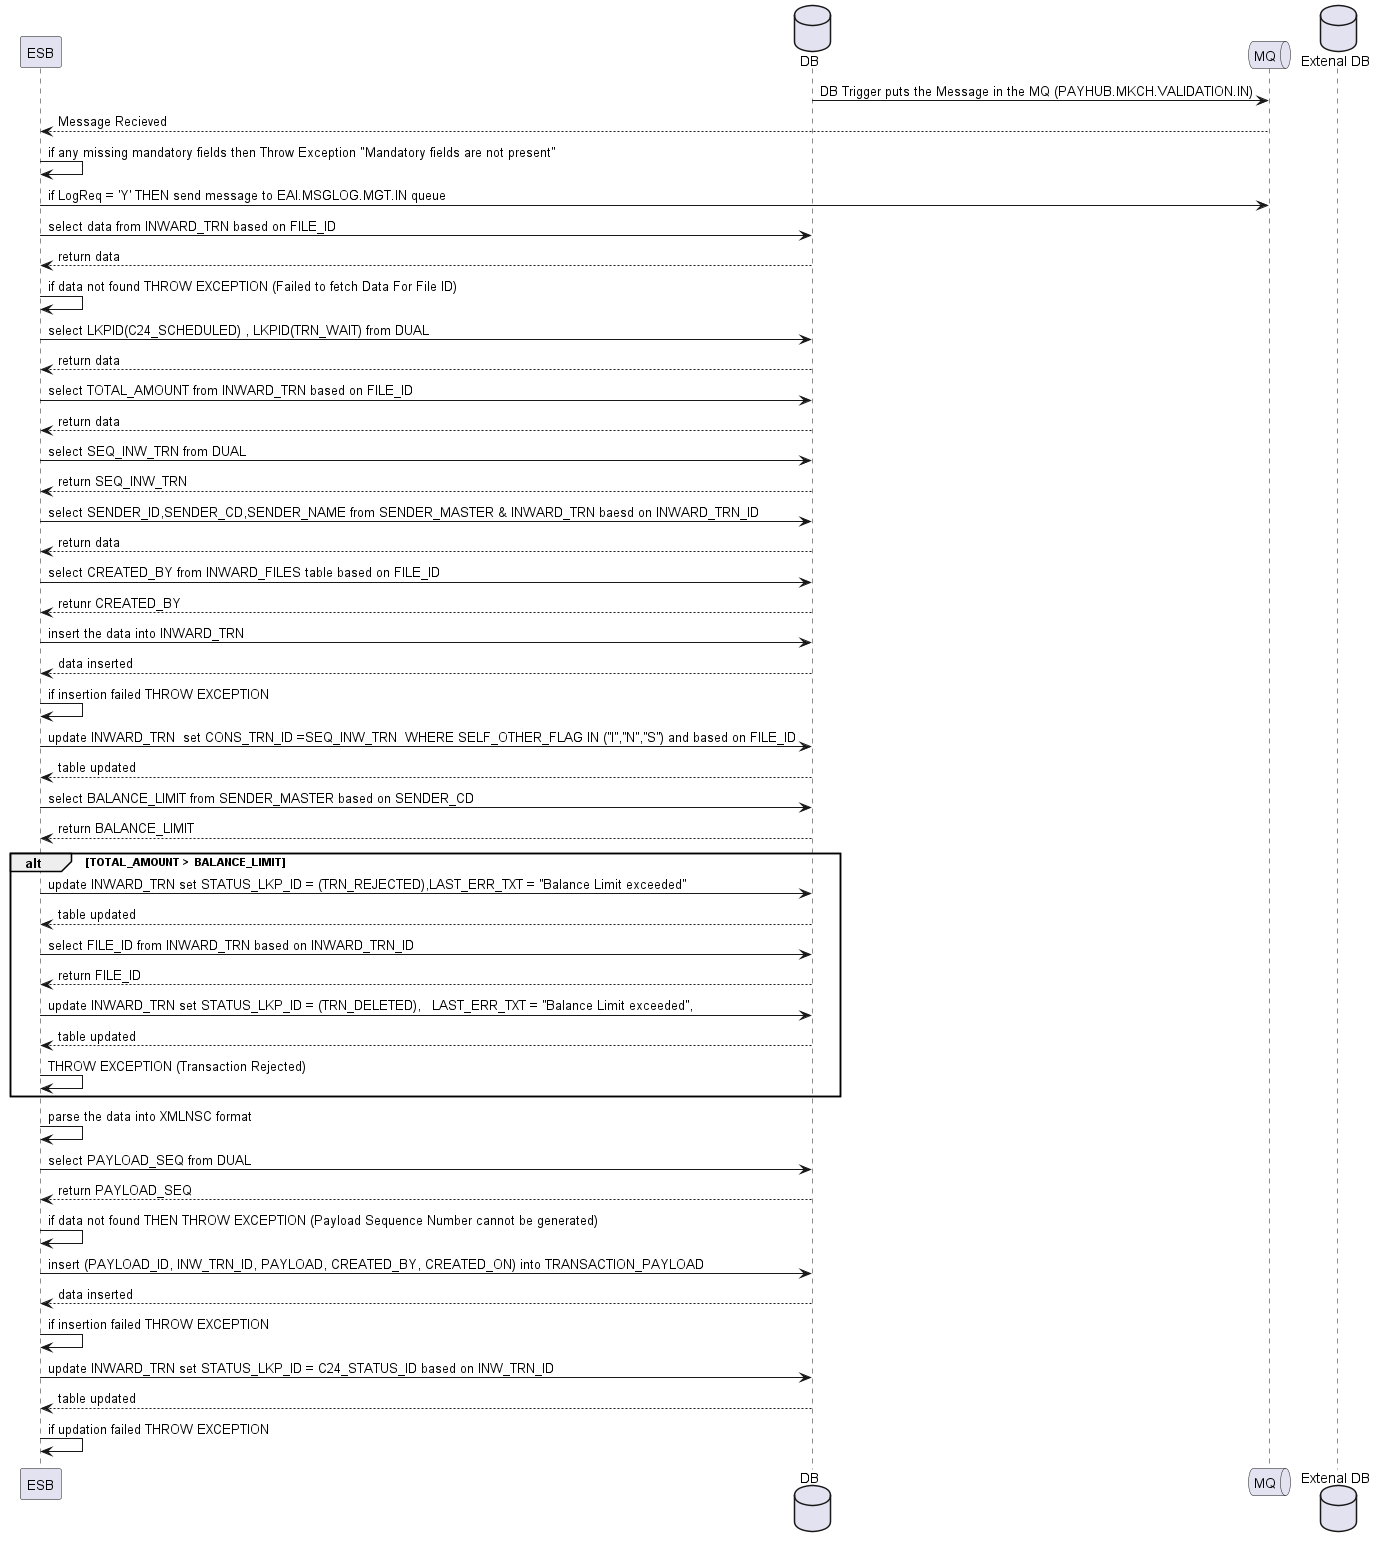 ESB
DB
MQ
Extenal DB
DB Trigger puts the Message in the MQ (PAYHUB.MKCH.VALIDATION.IN)
Message Recieved
if any missing mandatory fields then Throw Exception "Mandatory fields are not present"
if LogReq = 'Y' THEN send message to EAI.MSGLOG.MGT.IN queue
select data from INWARD_TRN based on FILE_ID
return data
if data not found THROW EXCEPTION (Failed to fetch Data For File ID)
select LKPID(C24_SCHEDULED) , LKPID(TRN_WAIT) from DUAL
return data
select TOTAL_AMOUNT from INWARD_TRN based on FILE_ID
return data
select SEQ_INW_TRN from DUAL
return SEQ_INW_TRN
select SENDER_ID,SENDER_CD,SENDER_NAME from SENDER_MASTER & INWARD_TRN baesd on INWARD_TRN_ID
return data
select CREATED_BY from INWARD_FILES table based on FILE_ID
retunr CREATED_BY
insert the data into INWARD_TRN
data inserted
if insertion failed THROW EXCEPTION
update INWARD_TRN  set CONS_TRN_ID =SEQ_INW_TRN  WHERE SELF_OTHER_FLAG IN ("I","N","S") and based on FILE_ID
table updated
select BALANCE_LIMIT from SENDER_MASTER based on SENDER_CD
return BALANCE_LIMIT
alt [TOTAL_AMOUNT > BALANCE_LIMIT]
update INWARD_TRN set STATUS_LKP_ID = (TRN_REJECTED),LAST_ERR_TXT = "Balance Limit exceeded"
table updated
select FILE_ID from INWARD_TRN based on INWARD_TRN_ID
return FILE_ID
update INWARD_TRN set STATUS_LKP_ID = (TRN_DELETED),   LAST_ERR_TXT = "Balance Limit exceeded",
table updated
THROW EXCEPTION (Transaction Rejected)
parse the data into XMLNSC format
select PAYLOAD_SEQ from DUAL
return PAYLOAD_SEQ
if data not found THEN THROW EXCEPTION (Payload Sequence Number cannot be generated)
insert (PAYLOAD_ID, INW_TRN_ID, PAYLOAD, CREATED_BY, CREATED_ON) into TRANSACTION_PAYLOAD
data inserted
if insertion failed THROW EXCEPTION
update INWARD_TRN set STATUS_LKP_ID = C24_STATUS_ID based on INW_TRN_ID
table updated
if updation failed THROW EXCEPTION
ESB
DB
MQ
Extenal DB